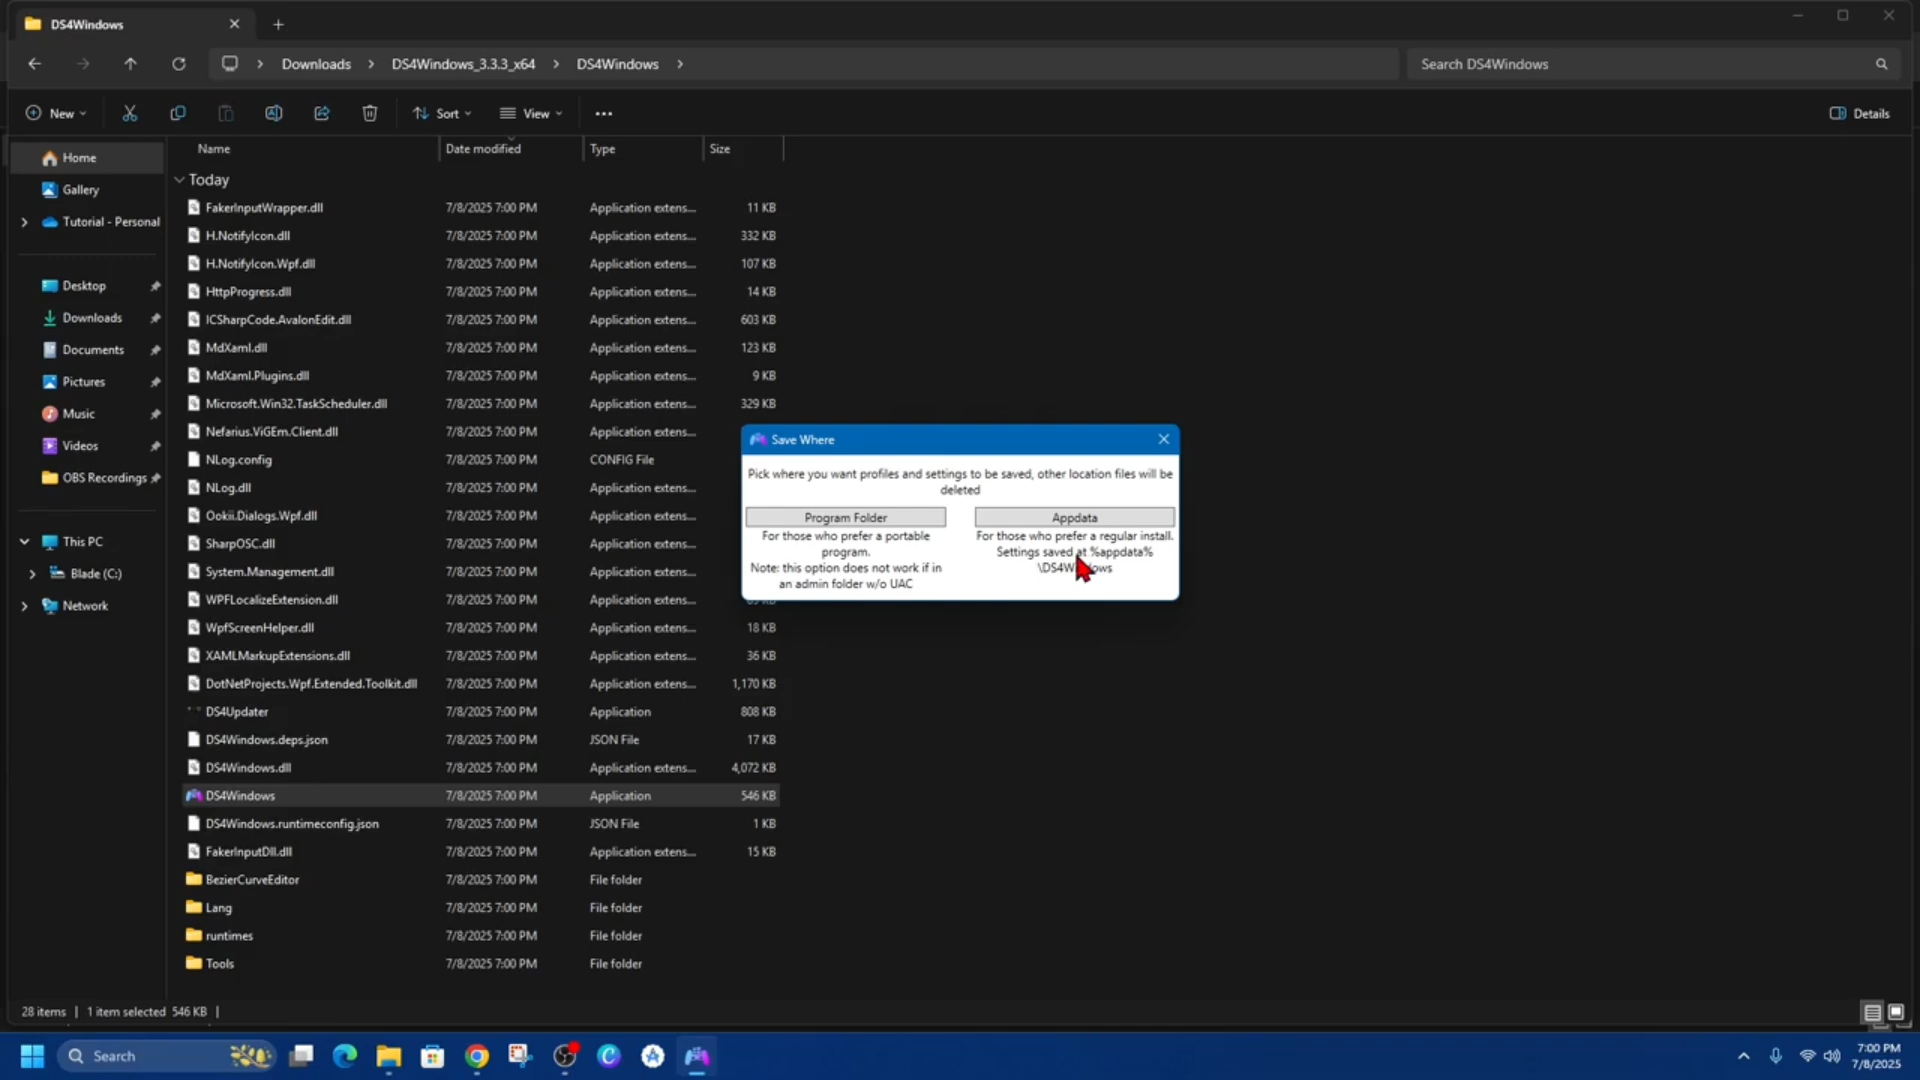 DS4Windows
Downloads
DS4Windows_3.3.3_x64
DS4Windows
Search DS4Windows
New
Sort
View
Details
Name
Date modified
Type
Size
Home
Gallery
Tutorial - Personal
Desktop
Downloads
Documents
Pictures
Music
Videos
OBS Recordings
This PC
Blade (C:)
Network
Today
FakerInputWrapper.dll 7/8/2025 7:00 PM Application extens... 11 KB
H.NotifyIcon.dll 7/8/2025 7:00 PM Application extens... 332 KB
H.NotifyIcon.Wpf.dll 7/8/2025 7:00 PM Application extens... 107 KB
HttpProgress.dll 7/8/2025 7:00 PM Application extens... 14 KB
ICSharpCode.AvalonEdit.dll 7/8/2025 7:00 PM Application extens... 603 KB
MdXaml.dll 7/8/2025 7:00 PM Application extens... 123 KB
MdXaml.Plugins.dll 7/8/2025 7:00 PM Application extens... 9 KB
Microsoft.Win32.TaskScheduler.dll 7/8/2025 7:00 PM Application extens... 329 KB
Nefarius.ViGEm.Client.dll 7/8/2025 7:00 PM Application extens...
NLog.config 7/8/2025 7:00 PM CONFIG File
NLog.dll 7/8/2025 7:00 PM Application extens...
Ookii.Dialogs.Wpf.dll 7/8/2025 7:00 PM Application extens...
SharpOSC.dll 7/8/2025 7:00 PM Application extens...
System.Management.dll 7/8/2025 7:00 PM Application extens...
WPFLocalizeExtension.dll 7/8/2025 7:00 PM Application extens...
WpfScreenHelper.dll 7/8/2025 7:00 PM Application extens... 18 KB
XAMLMarkupExtensions.dll 7/8/2025 7:00 PM Application extens... 36 KB
DotNetProjects.Wpf.Extended.Toolkit.dll 7/8/2025 7:00 PM Application extens... 1,170 KB
DS4Updater 7/8/2025 7:00 PM Application 808 KB
DS4Windows.deps.json 7/8/2025 7:00 PM JSON File 17 KB
DS4Windows.dll 7/8/2025 7:00 PM Application extens... 4,072 KB
DS4Windows 7/8/2025 7:00 PM Application 546 KB
DS4Windows.runtimeconfig.json 7/8/2025 7:00 PM JSON File 1 KB
FakerInputDll.dll 7/8/2025 7:00 PM Application extens... 15 KB
BezierCurveEditor 7/8/2025 7:00 PM File folder
Lang 7/8/2025 7:00 PM File folder
runtimes 7/8/2025 7:00 PM File folder
Tools 7/8/2025 7:00 PM File folder
Save Where
Pick where you want profiles and settings to be saved, other location files will be
deleted
Program Folder
For those who prefer a portable
program.
Note: this option does not work if in
an admin folder w/o UAC
Appdata
For those who prefer a regular install.
Settings saved at %appdata%
\DS4Windows
28 items
1 item selected 546 KB
Search
7:00 PM
7/8/2025